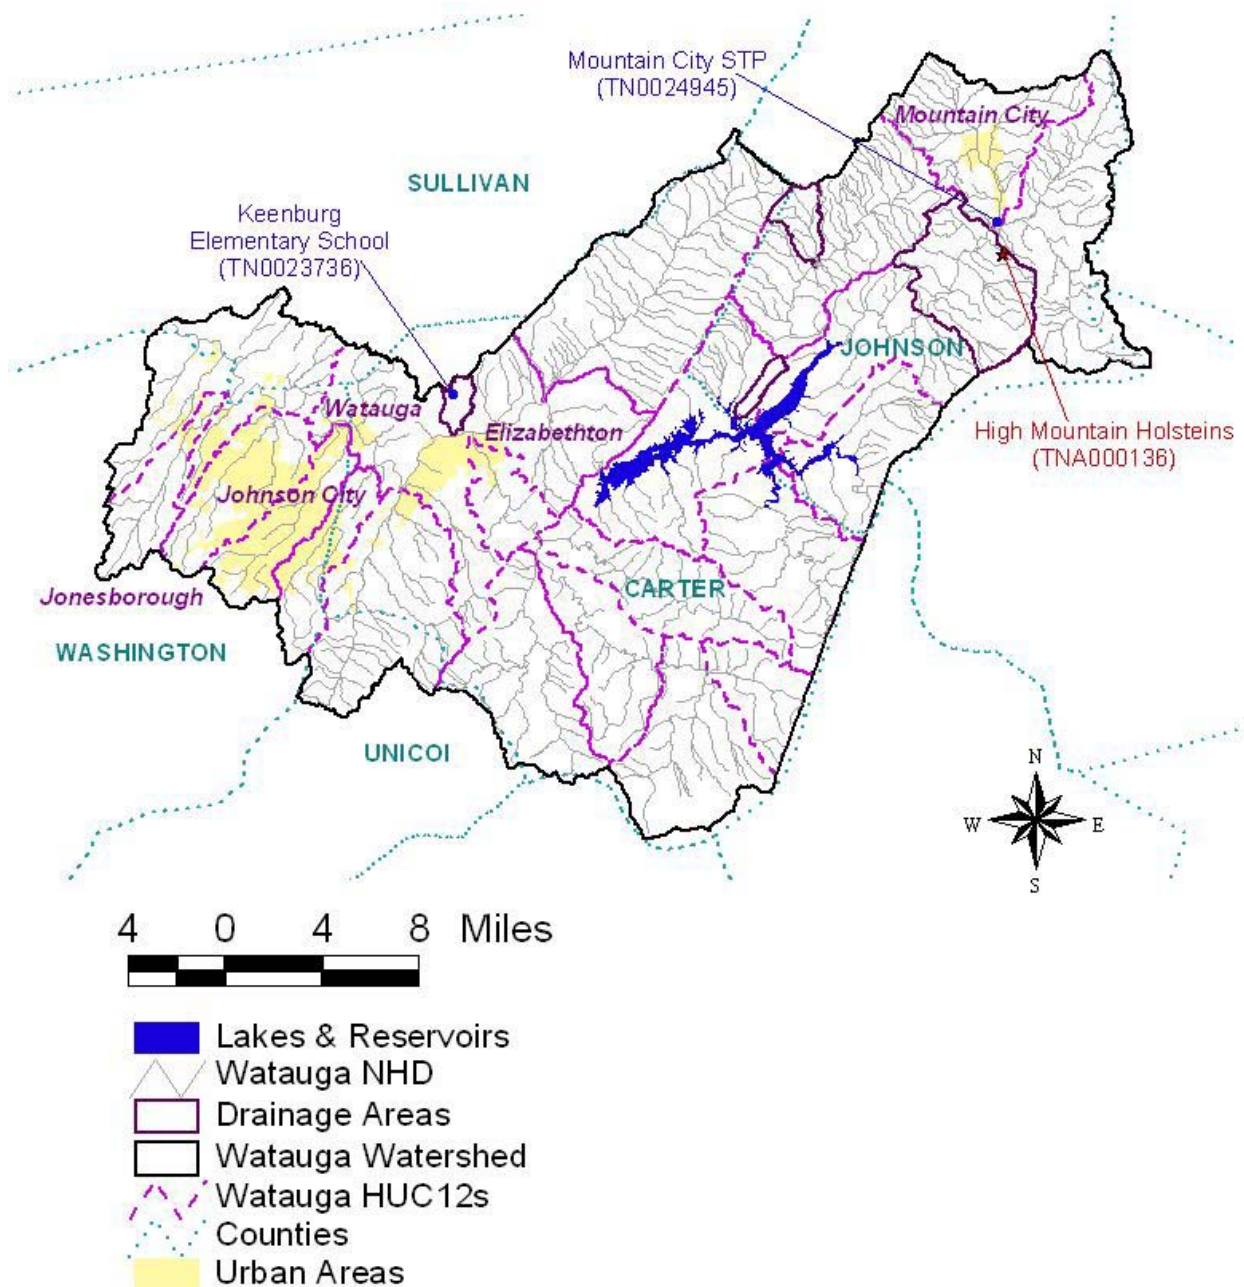 Mountain City STP
(TN0024945)
Mountain City
SULLIVAN
Keenburg
Elementary School
(TN0023736)
JOHNSON
Watauga
Elizabethton
High Mountain Holsteins
(TNA000136)
Johnson City
CARTER
Jonesborough
WASHINGTON
UNICOI
N
W E
S
4 0 4 8 Miles
Lakes & Reservoirs
Watauga NHD
Drainage Areas
Watauga Watershed
Watauga HUC12s
Counties
Urban Areas